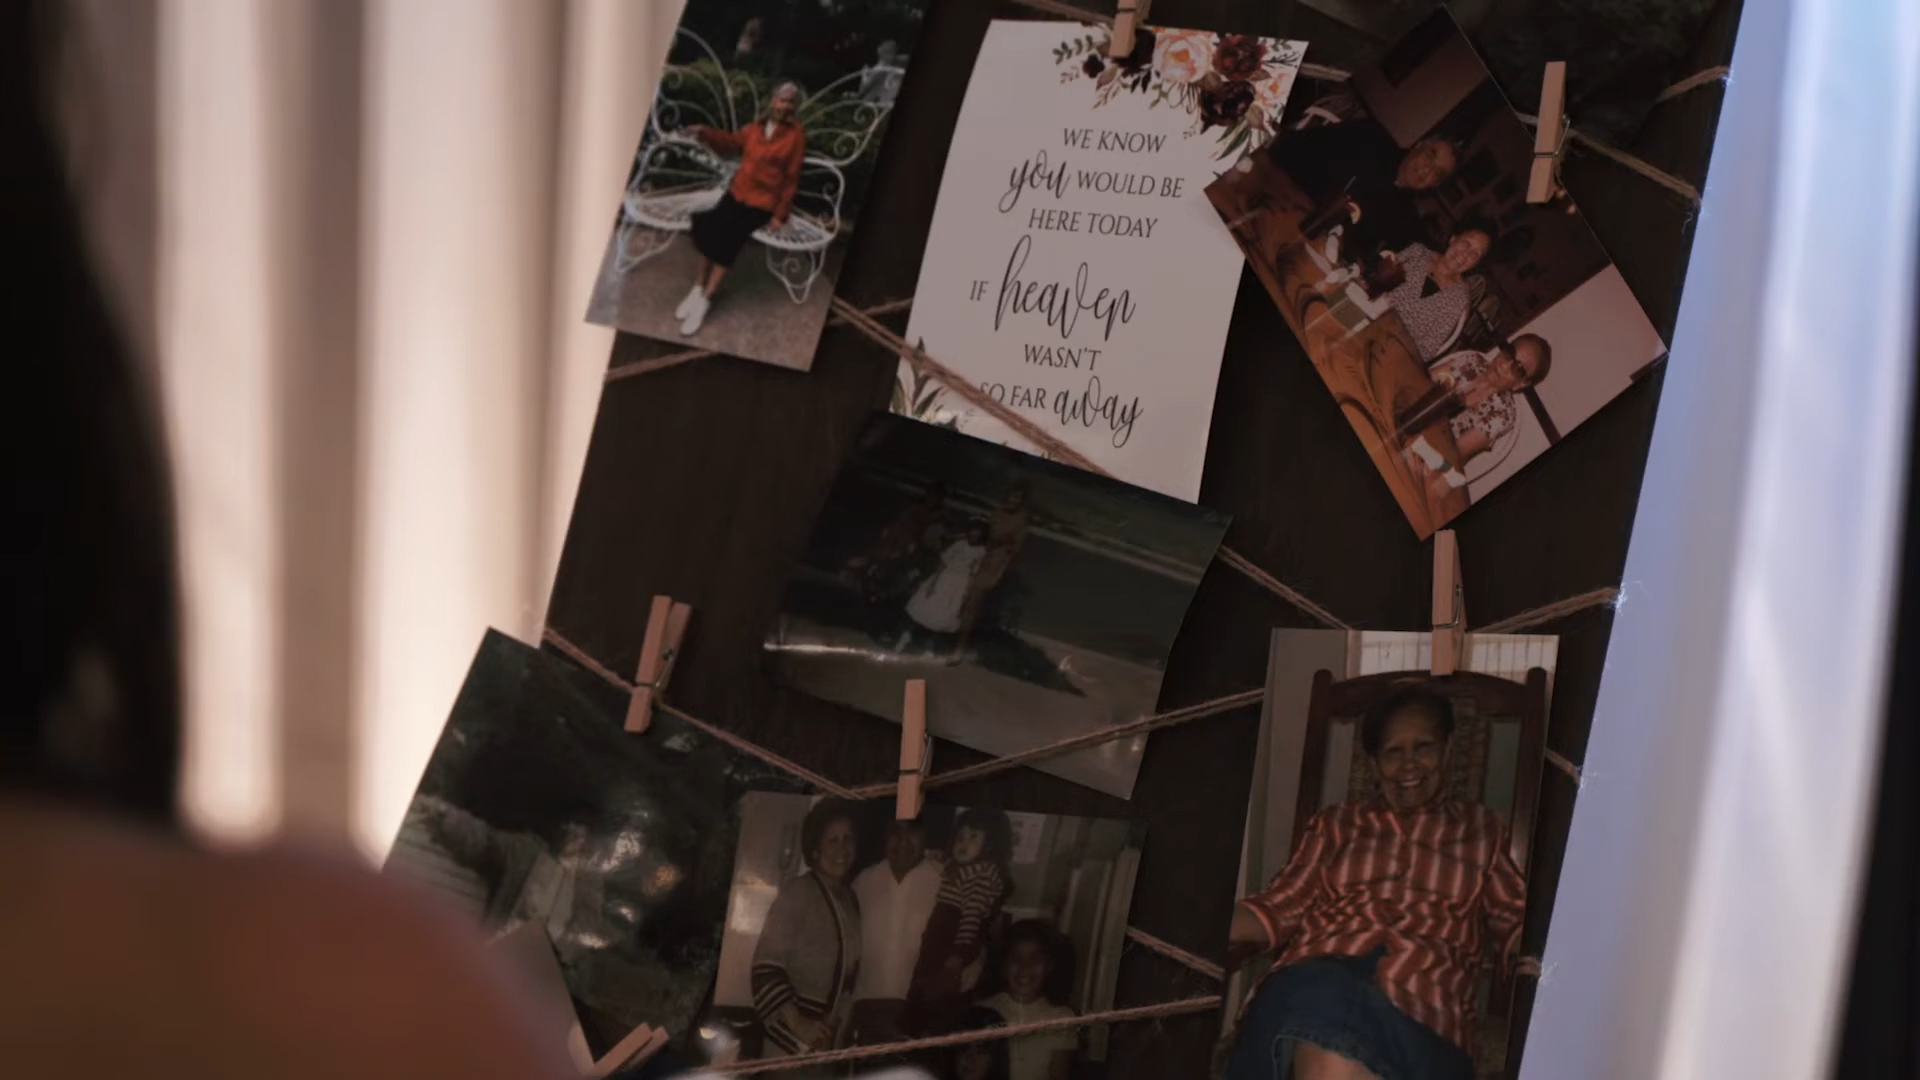 WE KNOW
you WOULD BE
HERE TODAY
IF heaven
WASN'T
SO FAR away